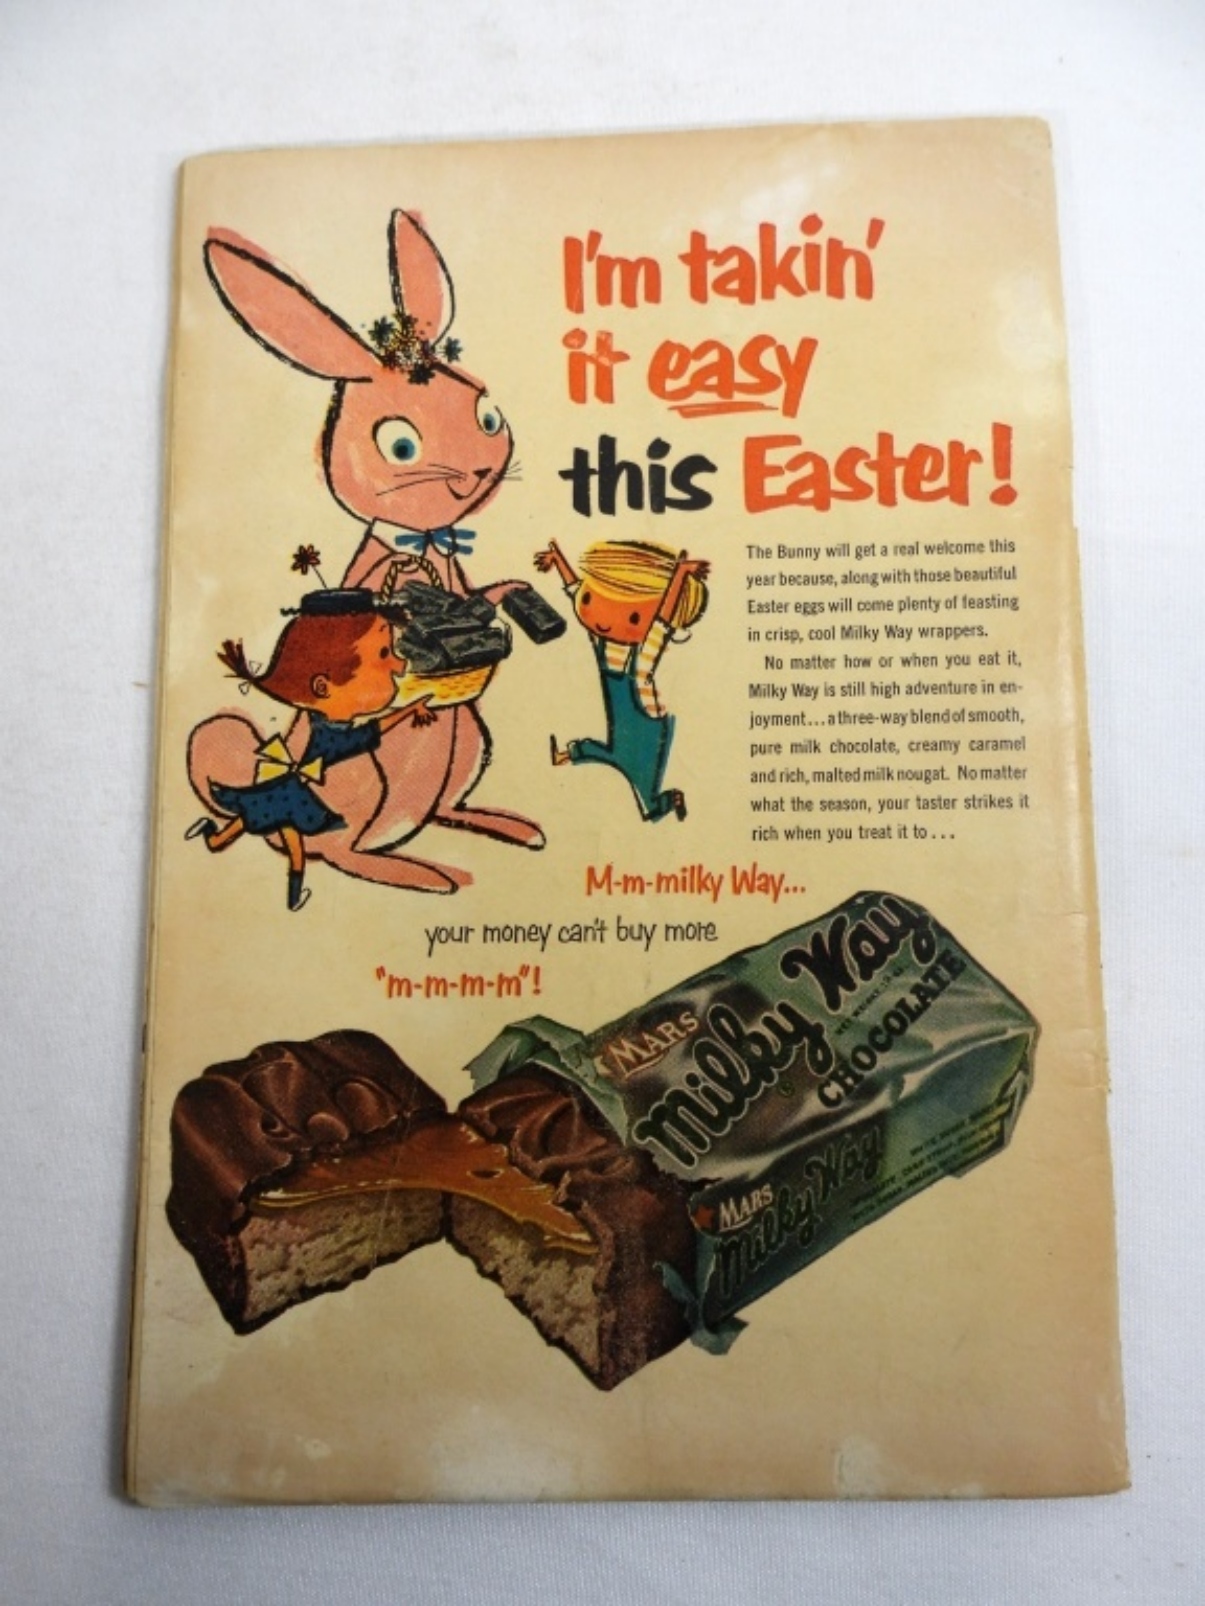 I'm takin'
it easy
this Easter!
The Bunny will get a real welcome this
year because, along with those beautiful
Easter eggs will come plenty of feasting
in crisp, cool Milky Way wrappers.
No matter how or when you eat it,
Milky Way is still high adventure in en-
joyment...a three-way blend of smooth,
pure milk chocolate, creamy caramel
and rich, malted milk nougat. No matter
what the season, your taster strikes it
rich when you treat it to...
M-m-milky Way...
your money can't buy more
"m-m-m-m"!
MARS
Milky Way
CHOCOLATE
MARS
Milky Way